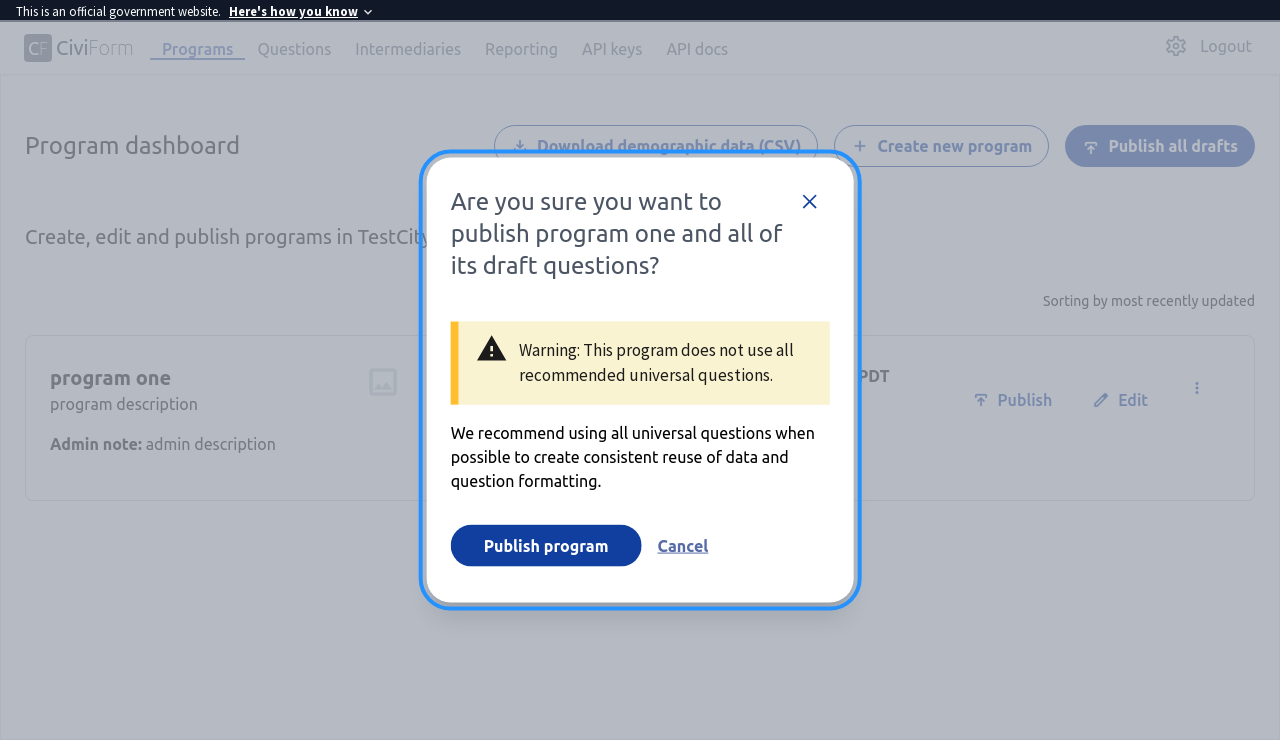 This is an official government website. Here's how you know
CF CiviForm Programs Questions Intermediaries Reporting API keys API docs Logout
Program dashboard Download demographic data (CSV) Create new program Publish all drafts
Are you sure you want to
publish program one and all of
its draft questions?
Create, edit and publish programs in TestCity
Sorting by most recently updated
Warning: This program does not use all
recommended universal questions.
program one
program description
Admin note: admin description
PDT
Publish Edit
We recommend using all universal questions when
possible to create consistent reuse of data and
question formatting.
Publish program Cancel